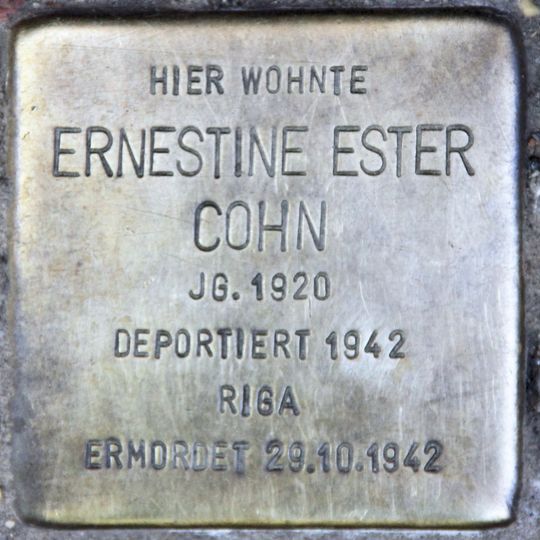 HIER WOHNTE
ERNESTINE ESTER
COHN
JG. 1920
DEPORTIERT 1942
RIGA
ERMORDET 29.10.1942